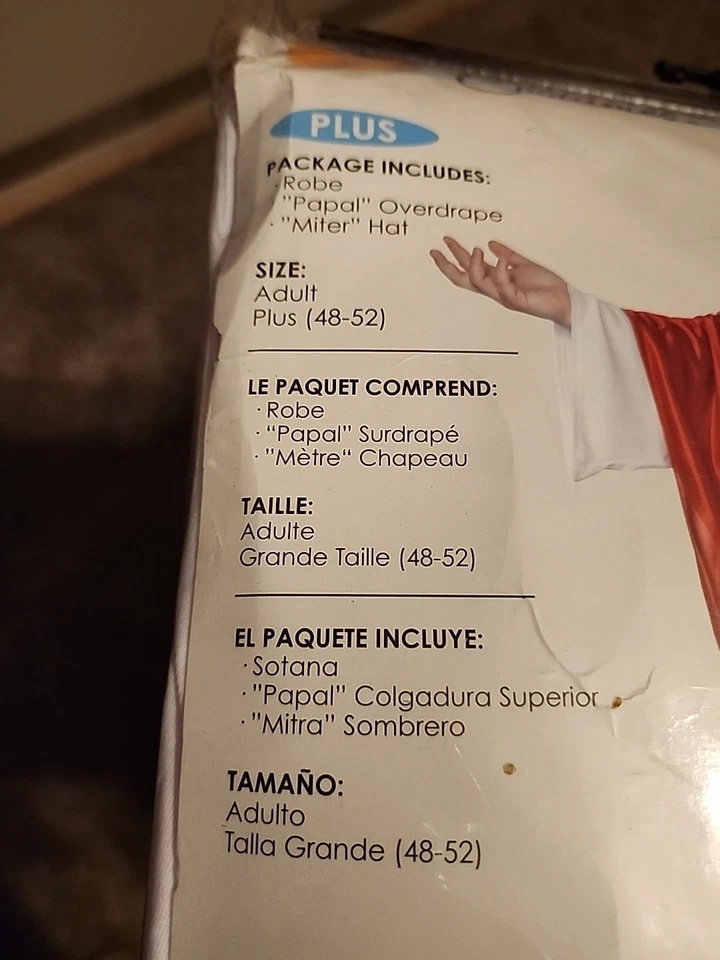 PLUS
PACKAGE INCLUDES:
· Robe
· "Papal" Overdrape
· "Miter" Hat
SIZE:
Adult
Plus (48-52)
LE PAQUET COMPREND:
· Robe
· “Papal” Surdrapé
· ”Mètre“ Chapeau
TAILLE:
Adulte
Grande Taille (48-52)
EL PAQUETE INCLUYE:
· Sotana
· ”Papal” Colgadura Superior
· ”Mitra” Sombrero
TAMAÑO:
Adulto
Talla Grande (48-52)